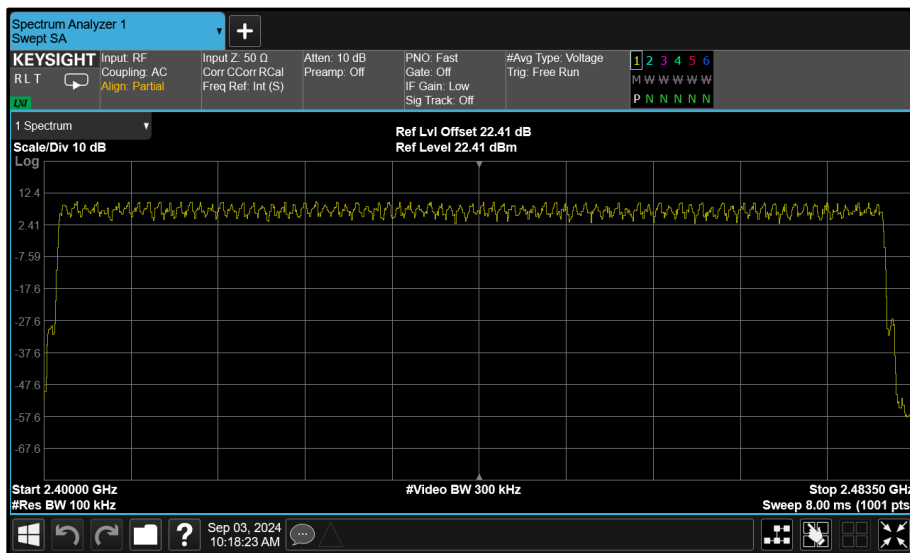 Spectrum Analyzer 1
Swept SA
+
KEYSIGHT
R L T
LXI
Input: RF
Coupling: AC
Align: Partial
Input Z: 50 Ω
Corr CCorr RCal
Freq Ref: Int (S)
Atten: 10 dB
Preamp: Off
PNO: Fast
Gate: Off
IF Gain: Low
Sig Track: Off
#Avg Type: Voltage
Trig: Free Run
1 2 3 4 5 6
M W W W W W
P N N N N N
1 Spectrum
Scale/Div 10 dB
Ref Lvl Offset 22.41 dB
Ref Level 22.41 dBm
Log
12.4
2.41
-7.59
-17.6
-27.6
-37.6
-47.6
-57.6
-67.6
Start 2.40000 GHz
#Res BW 100 kHz
#Video BW 300 kHz
Stop 2.48350 GHz
Sweep 8.00 ms (1001 pts
?
Sep 03, 2024
10:18:23 AM